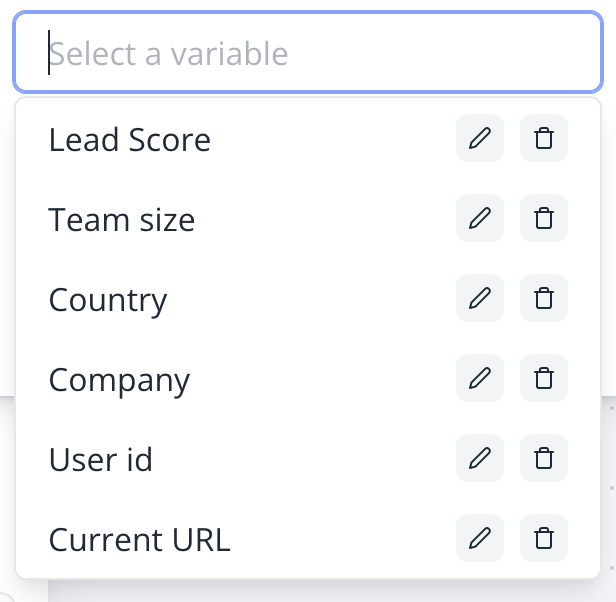 Select a variable
Lead Score
Team size
Country
Company
User id
Current URL